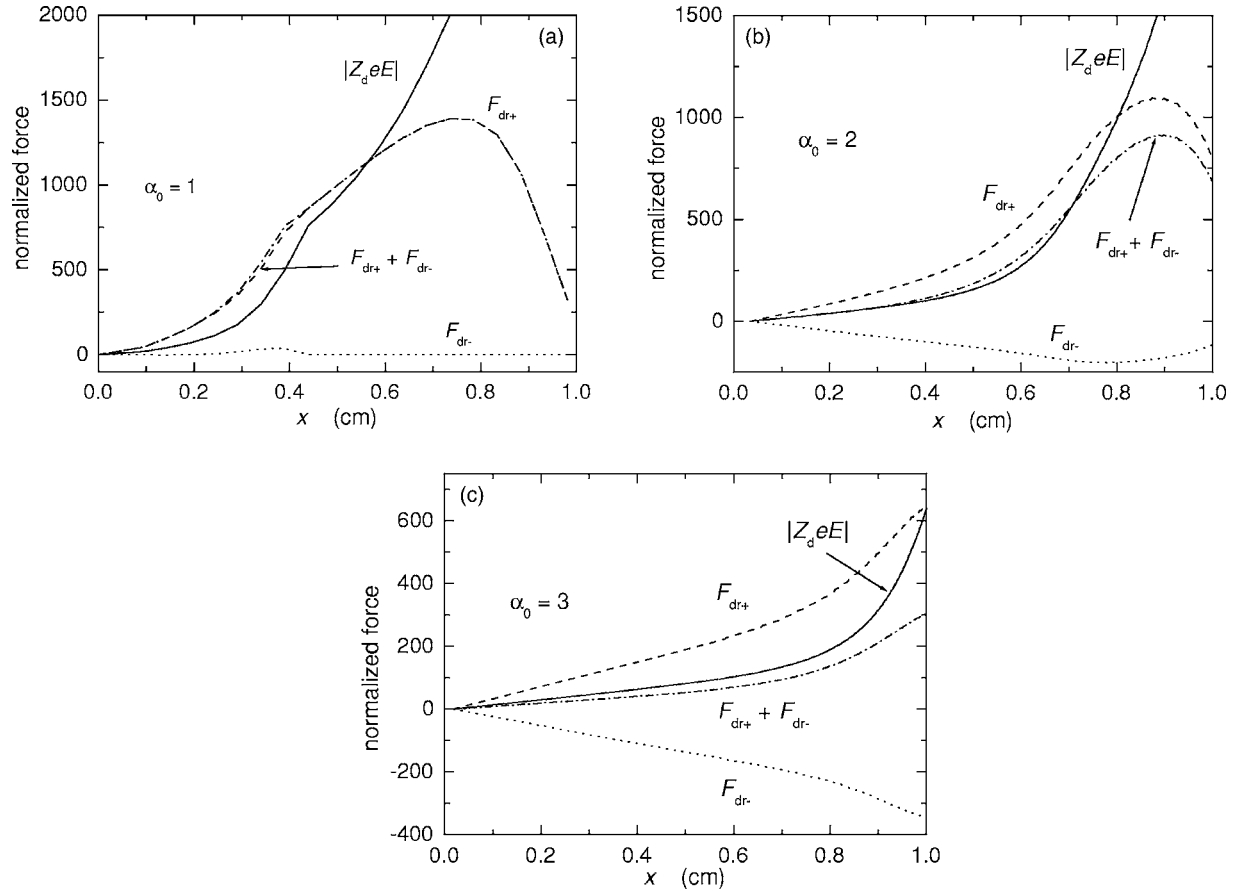 (a)
2000
1500
1000
500
0
normalized force
|Z_d eE|
F_dr+
α_0 = 1
F_dr+ + F_dr-
F_dr-
0.0 0.2 0.4 0.6 0.8 1.0
x (cm)
(b)
1500
1000
500
0
normalized force
|Z_d eE|
α_0 = 2
F_dr+
F_dr+ + F_dr-
F_dr-
0.0 0.2 0.4 0.6 0.8 1.0
x (cm)
(c)
600
400
200
0
-200
-400
normalized force
|Z_d eE|
F_dr+
α_0 = 3
F_dr+ + F_dr-
F_dr-
0.0 0.2 0.4 0.6 0.8 1.0
x (cm)